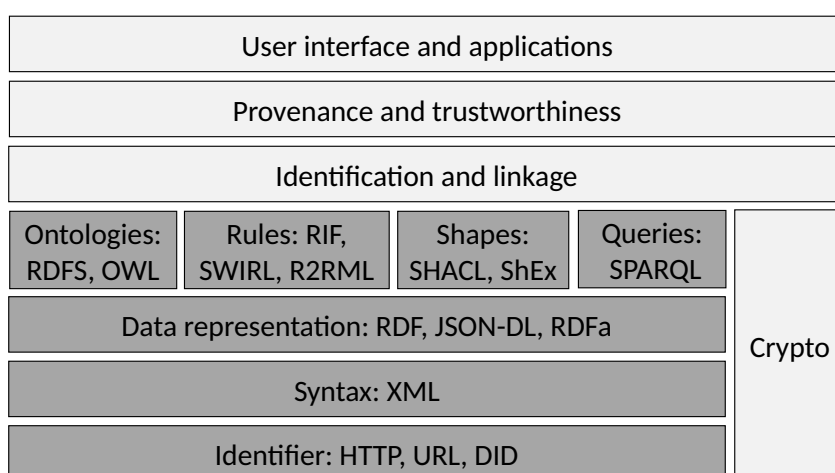 User interface and applications
Provenance and trustworthiness
Identification and linkage
Ontologies:
RDFS, OWL
Rules: RIF,
SWIRL, R2RML
Shapes:
SHACL, ShEx
Queries:
SPARQL
Data representation: RDF, JSON-DL, RDFa
Crypto
Syntax: XML
Identifier: HTTP, URL, DID